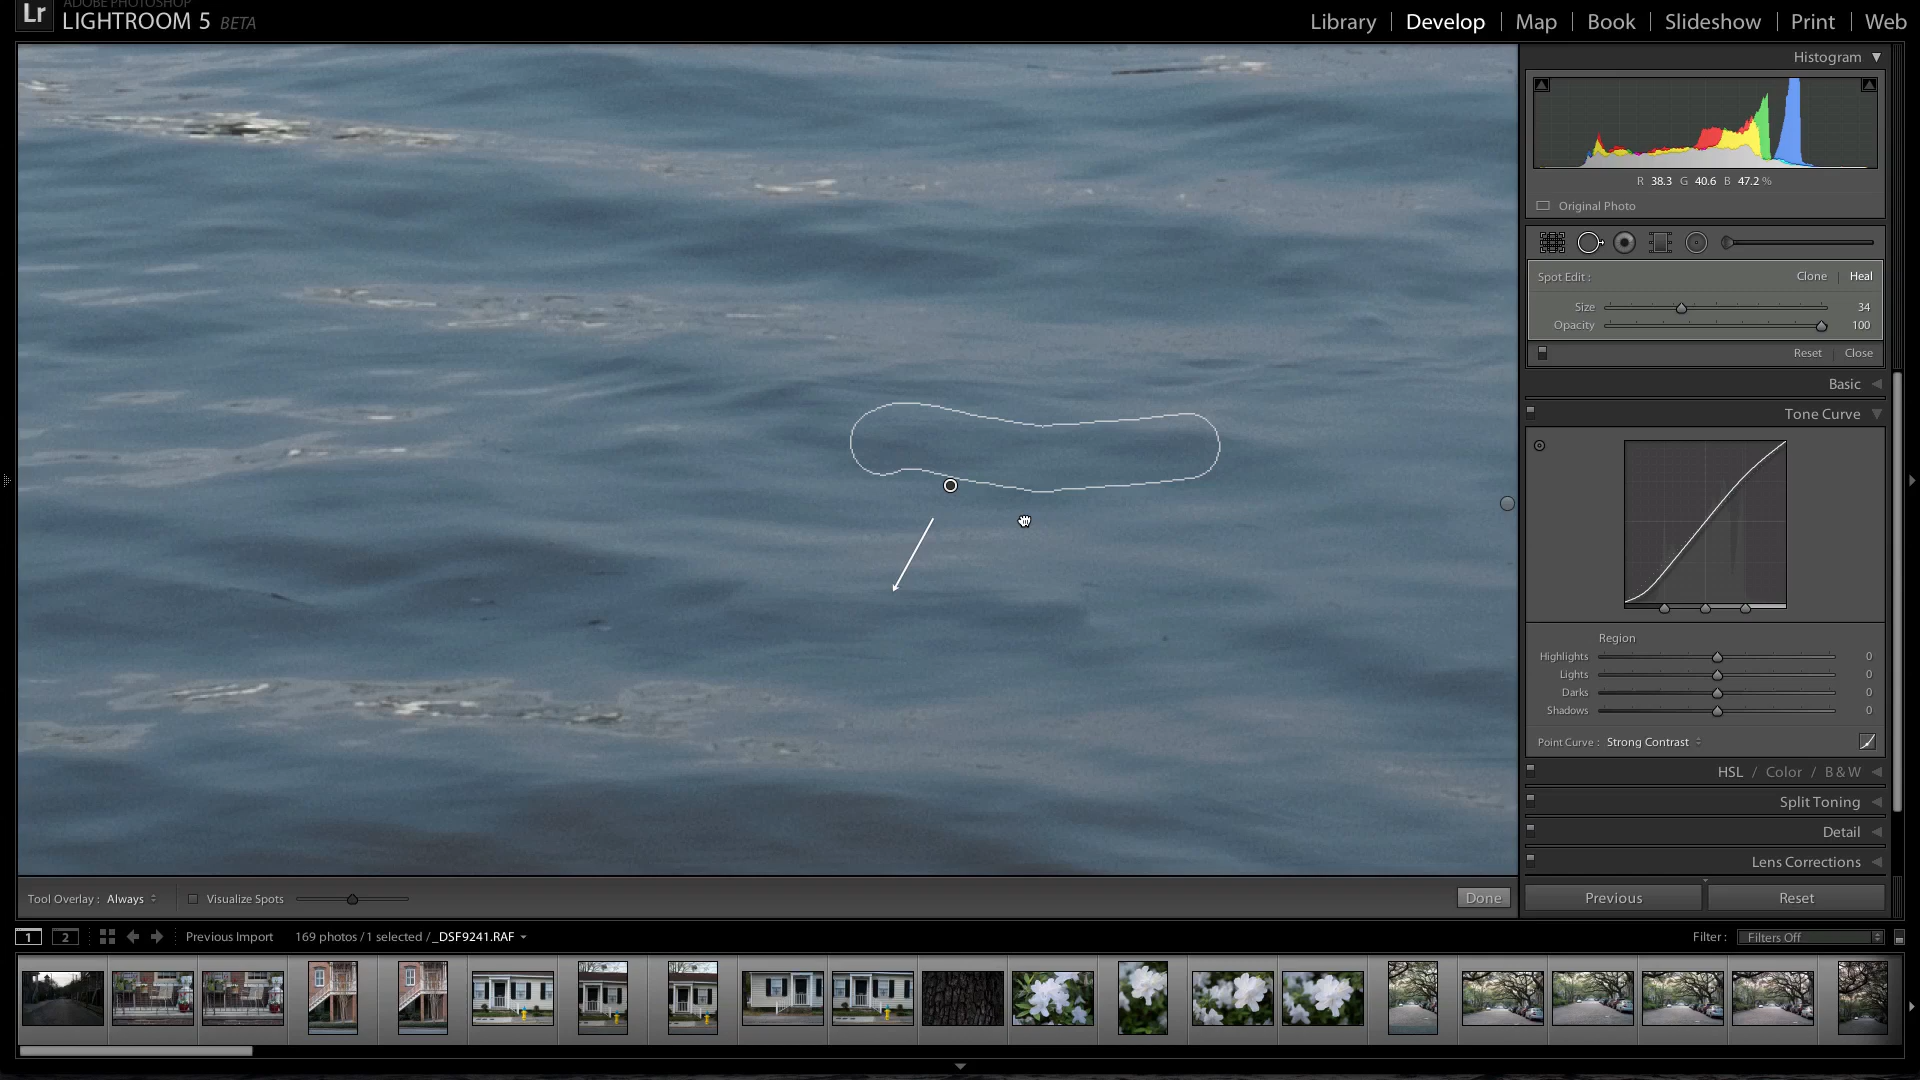 ADOBE PHOTOSHOP
Lr LIGHTROOM 5 BETA
Library | Develop | Map | Book | Slideshow | Print | Web
Histogram
R 38.3 G 40.6 B 47.2 %
Original Photo
Spot Edit : Clone | Heal
Size 34
Opacity 100
Reset | Close
Basic
Tone Curve
Region
Highlights 0
Lights 0
Darks 0
Shadows 0
Point Curve : Strong Contrast
HSL / Color / B & W
Split Toning
Detail
Lens Corrections
Tool Overlay : Always Visualize Spots Done
Previous Reset
1 2 Previous Import 169 photos / 1 selected / _DSF9241.RAF Filter : Filters Off